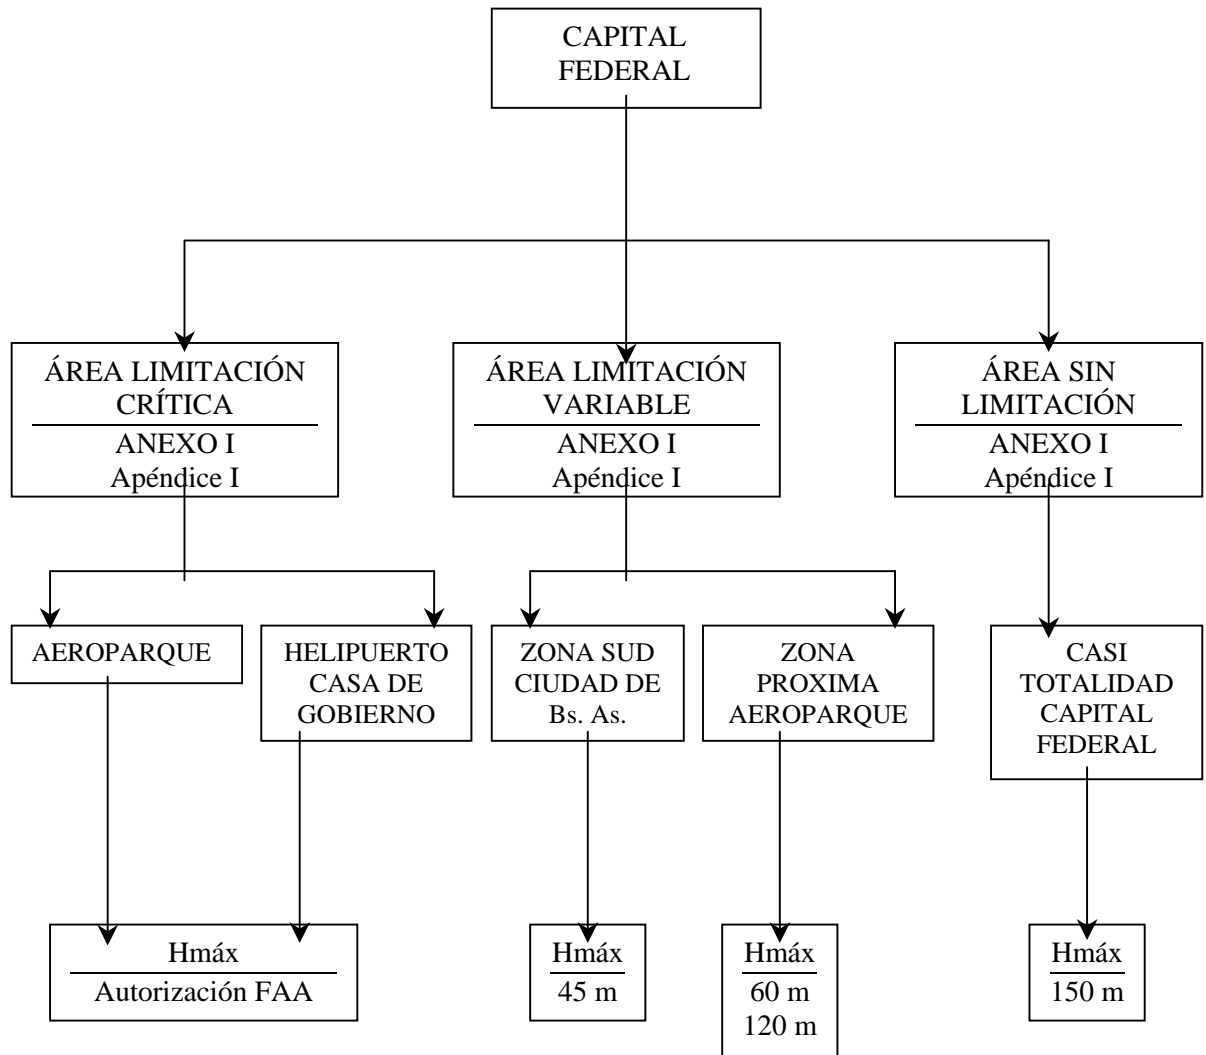 CAPITAL
FEDERAL
ÁREA LIMITACIÓN
CRÍTICA
ANEXO I
Apéndice I
ÁREA LIMITACIÓN
VARIABLE
ANEXO I
Apéndice I
ÁREA SIN
LIMITACIÓN
ANEXO I
Apéndice I
AEROPARQUE
HELIPUERTO
CASA DE
GOBIERNO
ZONA SUD
CIUDAD DE
Bs. As.
ZONA
PROXIMA
AEROPARQUE
CASI
TOTALIDAD
CAPITAL
FEDERAL
Hmáx
Autorización FAA
Hmáx
45 m
Hmáx
60 m
120 m
Hmáx
150 m